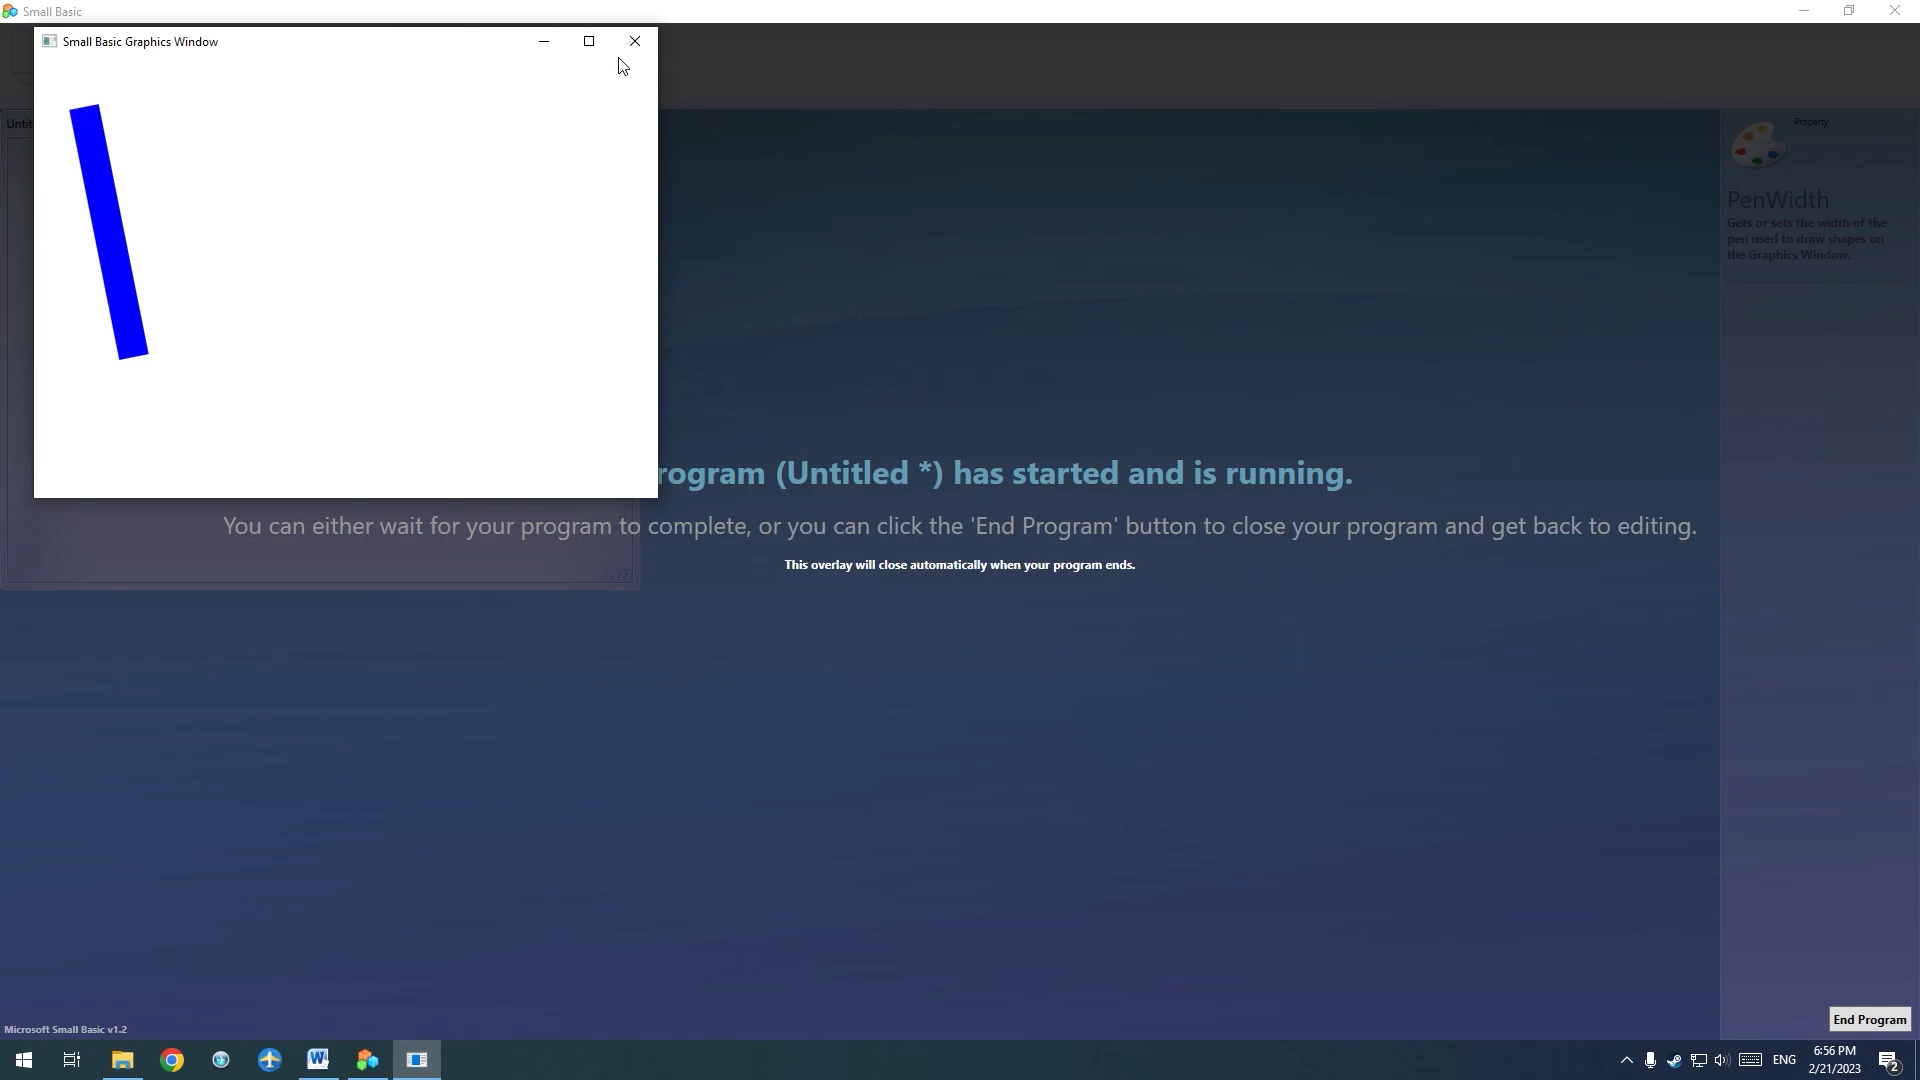 Small Basic
Small Basic Graphics Window
Untit
Property
PenWidth
Gets or sets the width of the
pen used to draw shapes on
the Graphics Window.
rogram (Untitled *) has started and is running.
You can either wait for your program to complete, or you can click the 'End Program' button to close your program and get back to editing.
This overlay will close automatically when your program ends.
End Program
Microsoft Small Basic v1.2
ENG
6:56 PM
2/21/2023
2